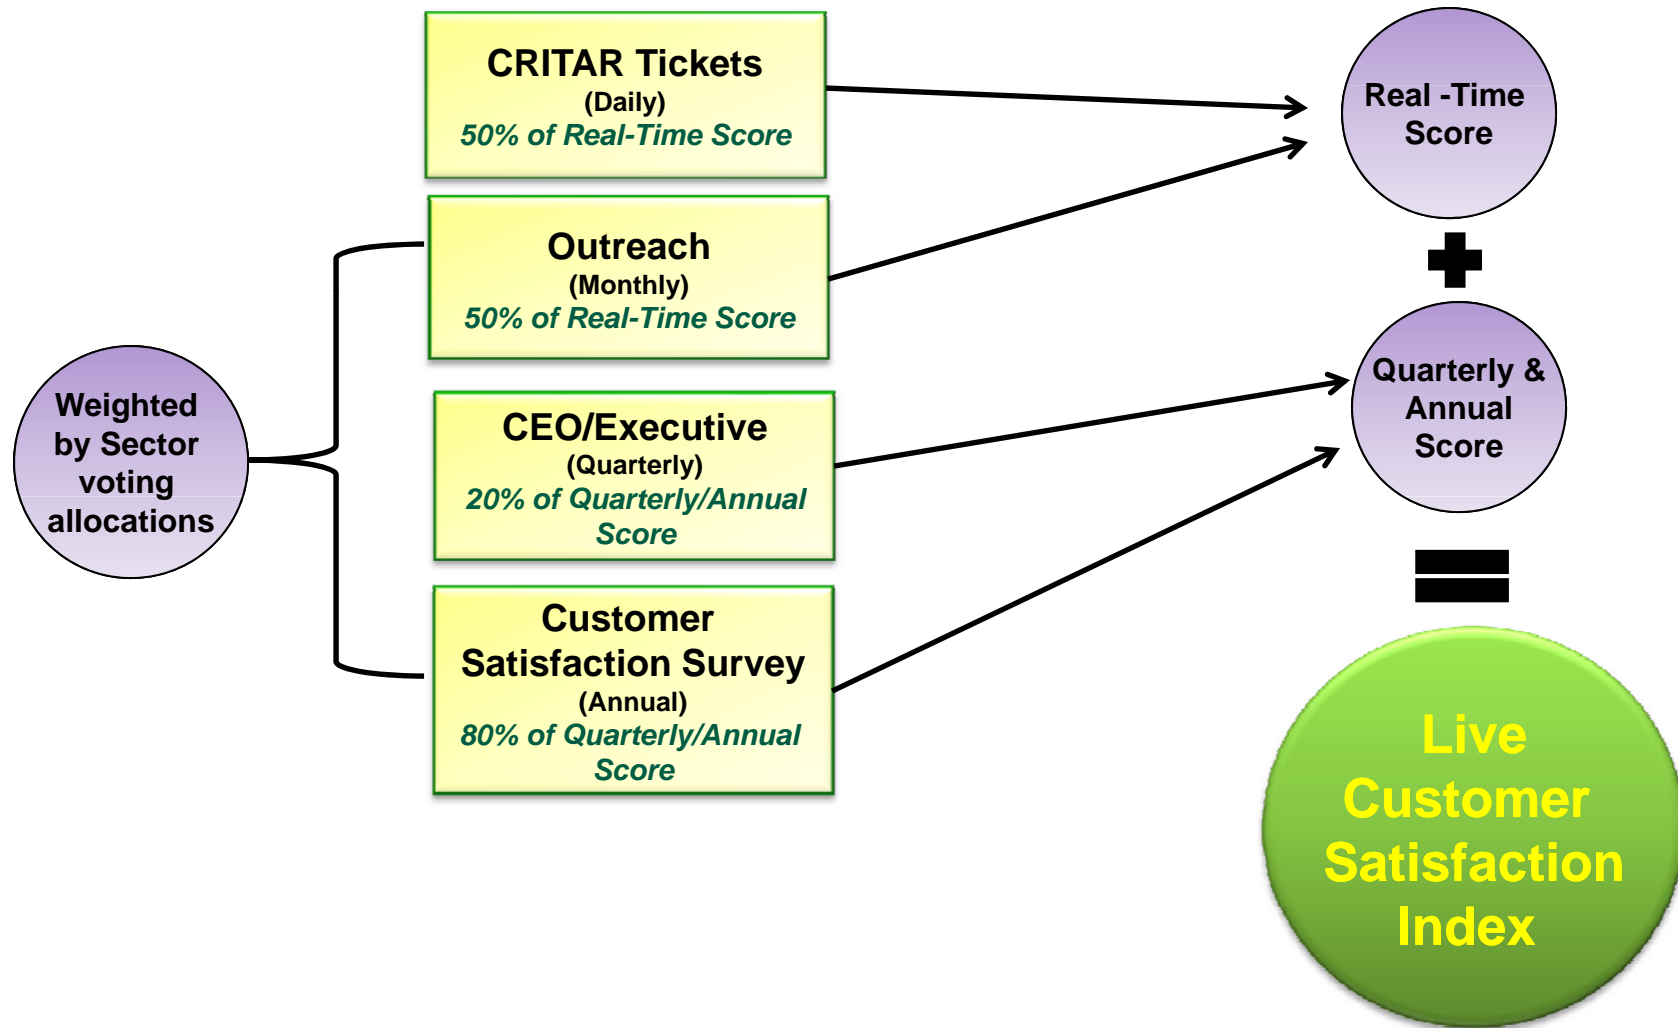 CRITAR Tickets
(Daily)
50% of Real-Time Score
Outreach
(Monthly)
50% of Real-Time Score
CEO/Executive
(Quarterly)
20% of Quarterly/Annual
Score
Customer
Satisfaction Survey
(Annual)
80% of Quarterly/Annual
Score
Weighted
by Sector
voting
allocations
Real -Time
Score
Quarterly &
Annual
Score
Live
Customer
Satisfaction
Index